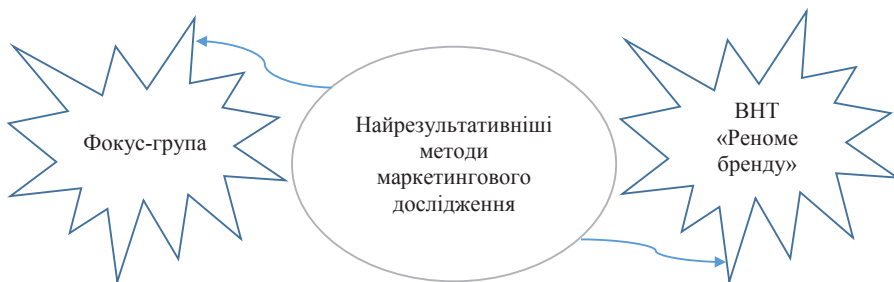 Фокус-група
Найрезультативніші
методи
маркетингового
дослідження
ВНТ
«Реноме
бренду»